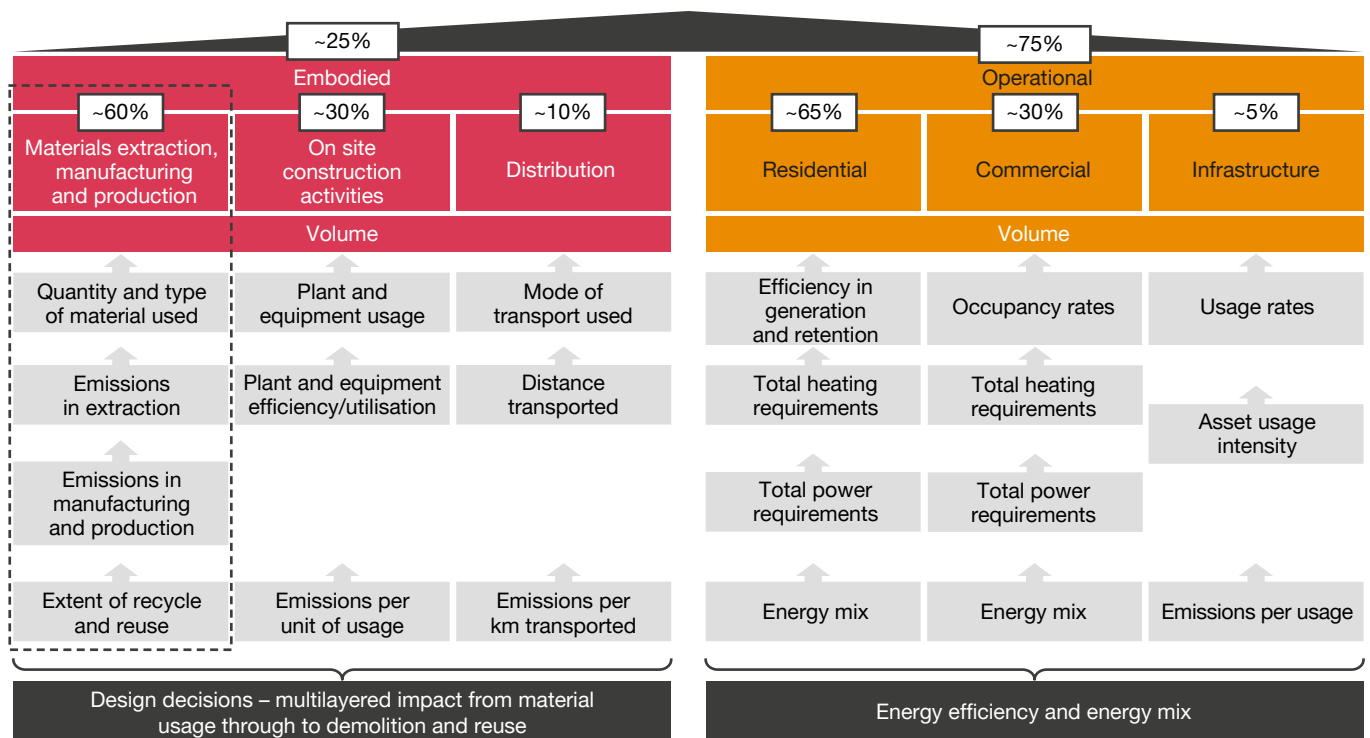 ~25%
~75%
Embodied
Operational
~60%
~30%
~10%
~65%
~30%
~5%
Materials extraction,
manufacturing
and production
On site
construction
activities
Distribution
Residential
Commercial
Infrastructure
Volume
Volume
Quantity and type
of material used
Plant and
equipment usage
Mode of
transport used
Efficiency in
generation
and retention
Occupancy rates
Usage rates
Emissions
in extraction
Plant and equipment
efficiency/utilisation
Distance
transported
Total heating
requirements
Total heating
requirements
Asset usage
intensity
Emissions in
manufacturing
and production
Total power
requirements
Total power
requirements
Extent of recycle
and reuse
Emissions per
unit of usage
Emissions per
km transported
Energy mix
Energy mix
Emissions per usage
Design decisions – multilayered impact from material
usage through to demolition and reuse
Energy efficiency and energy mix